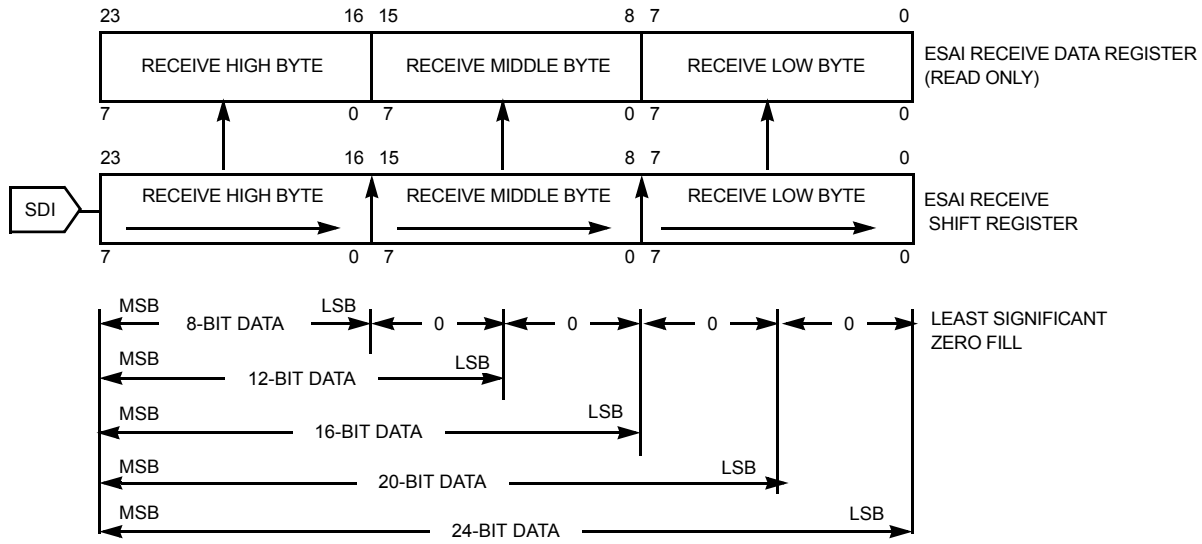 23 16 15 8 7 0
RECEIVE HIGH BYTE RECEIVE MIDDLE BYTE RECEIVE LOW BYTE
ESAI RECEIVE DATA REGISTER
(READ ONLY)
7 0 7 0 7 0
23 16 15 8 7 0
SDI
RECEIVE HIGH BYTE RECEIVE MIDDLE BYTE RECEIVE LOW BYTE
ESAI RECEIVE
SHIFT REGISTER
7 0 7 0 7 0
MSB LSB
8-BIT DATA 0 0 0 0
LEAST SIGNIFICANT
ZERO FILL
MSB LSB
12-BIT DATA
MSB LSB
16-BIT DATA
MSB LSB
20-BIT DATA
MSB LSB
24-BIT DATA